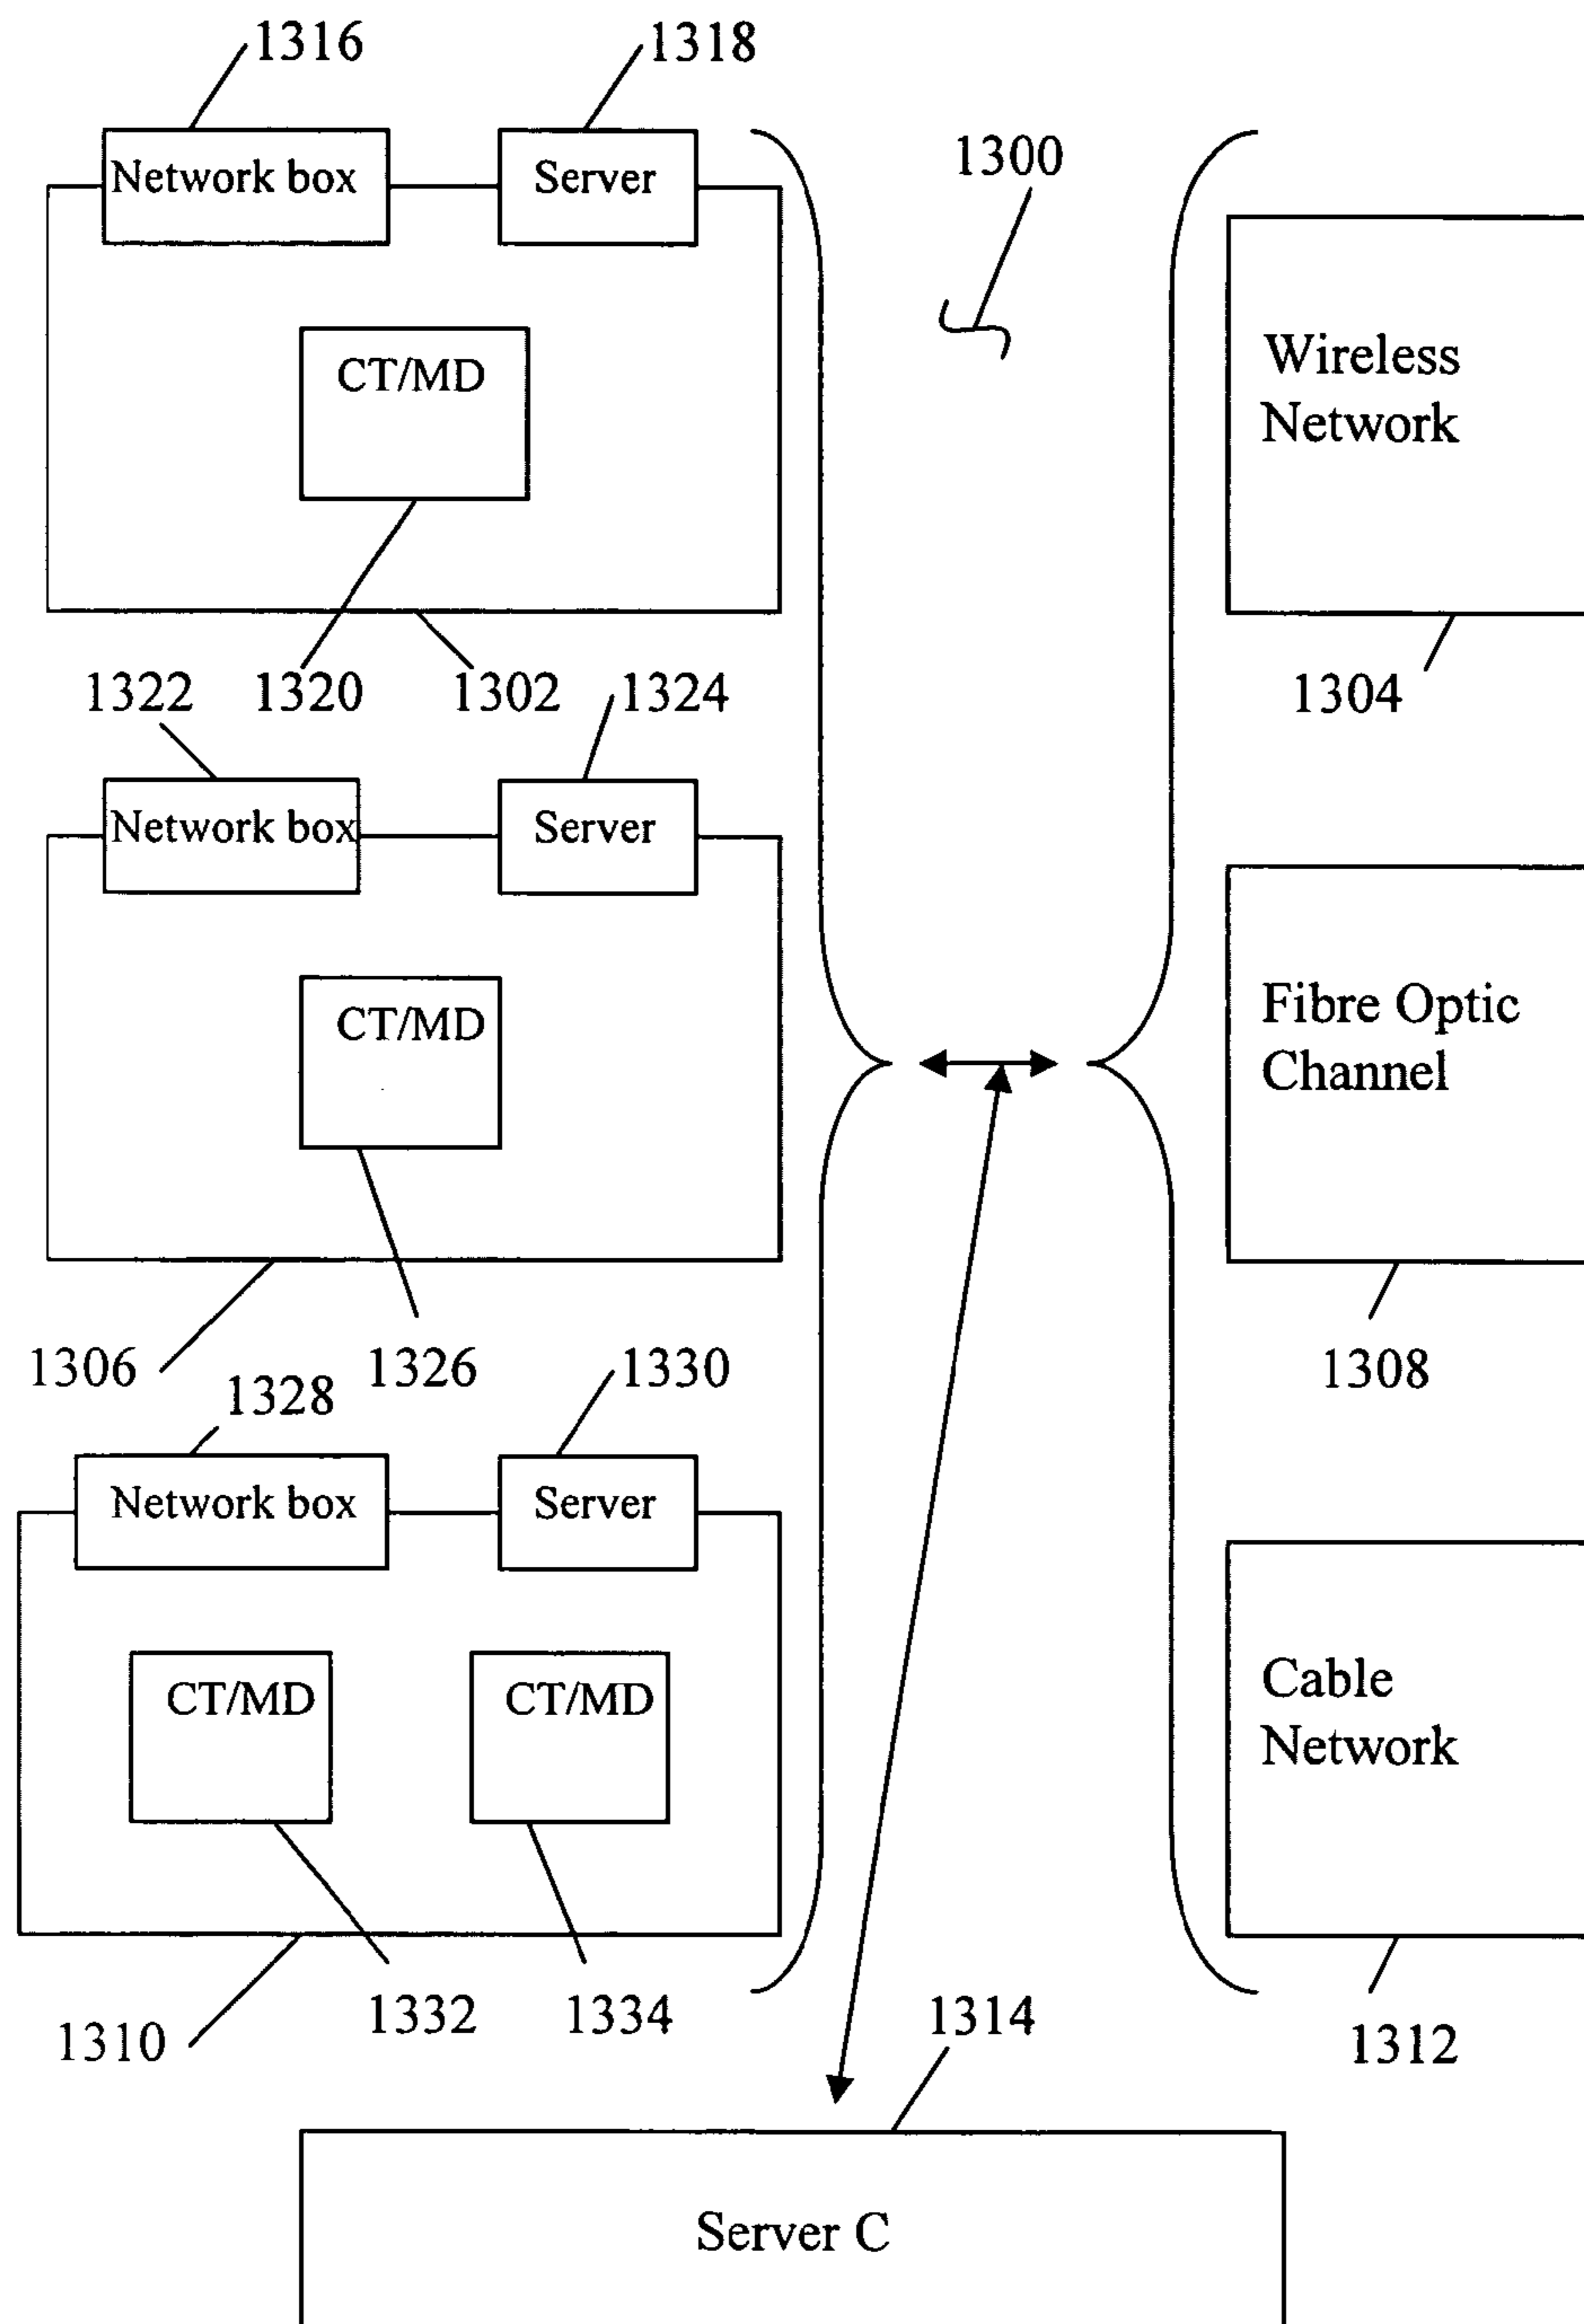 1316
1318
1300
Network box
Server
CT/MD
Wireless
Network
1320
1302
1304
1322
1324
Network box
Server
CT/MD
Fibre Optic
Channel
1306
1326
1308
1328
1330
Network box
Server
CT/MD
CT/MD
Cable
Network
1310
1332
1334
1314
1312
Server C